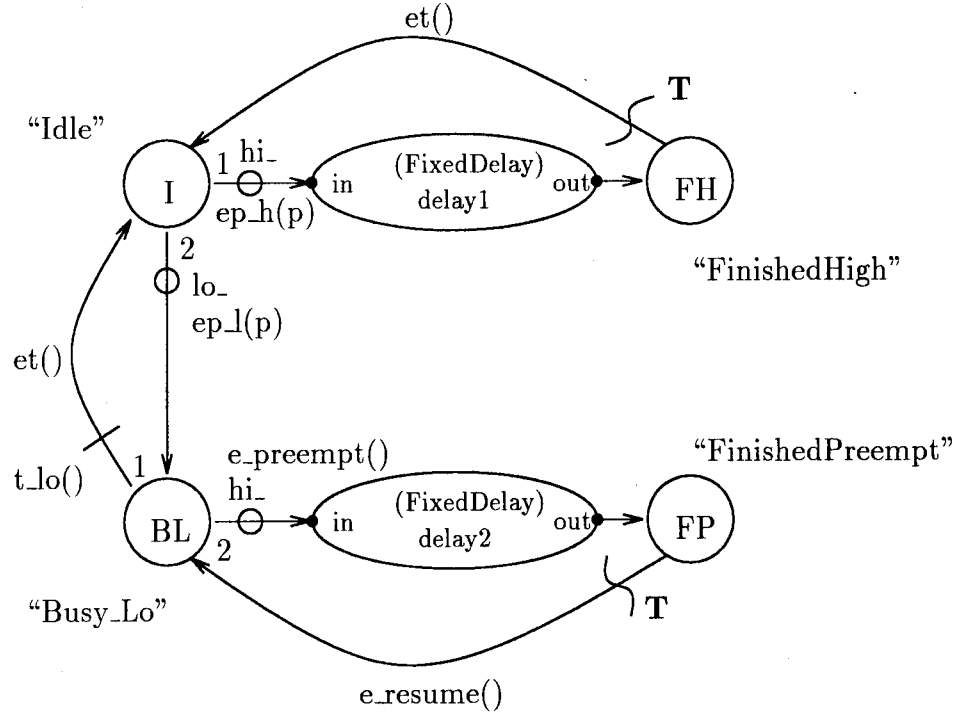 et()
T
“Idle”
1
hi_
I
in
(FixedDelay)
delay1
out
FH
ep_h(p)
2
lo_
ep_l(p)
“FinishedHigh”
et()
t_lo()
1
e_preempt()
hi_
“FinishedPreempt”
BL
2
in
(FixedDelay)
delay2
out
FP
“Busy_Lo”
T
e_resume()